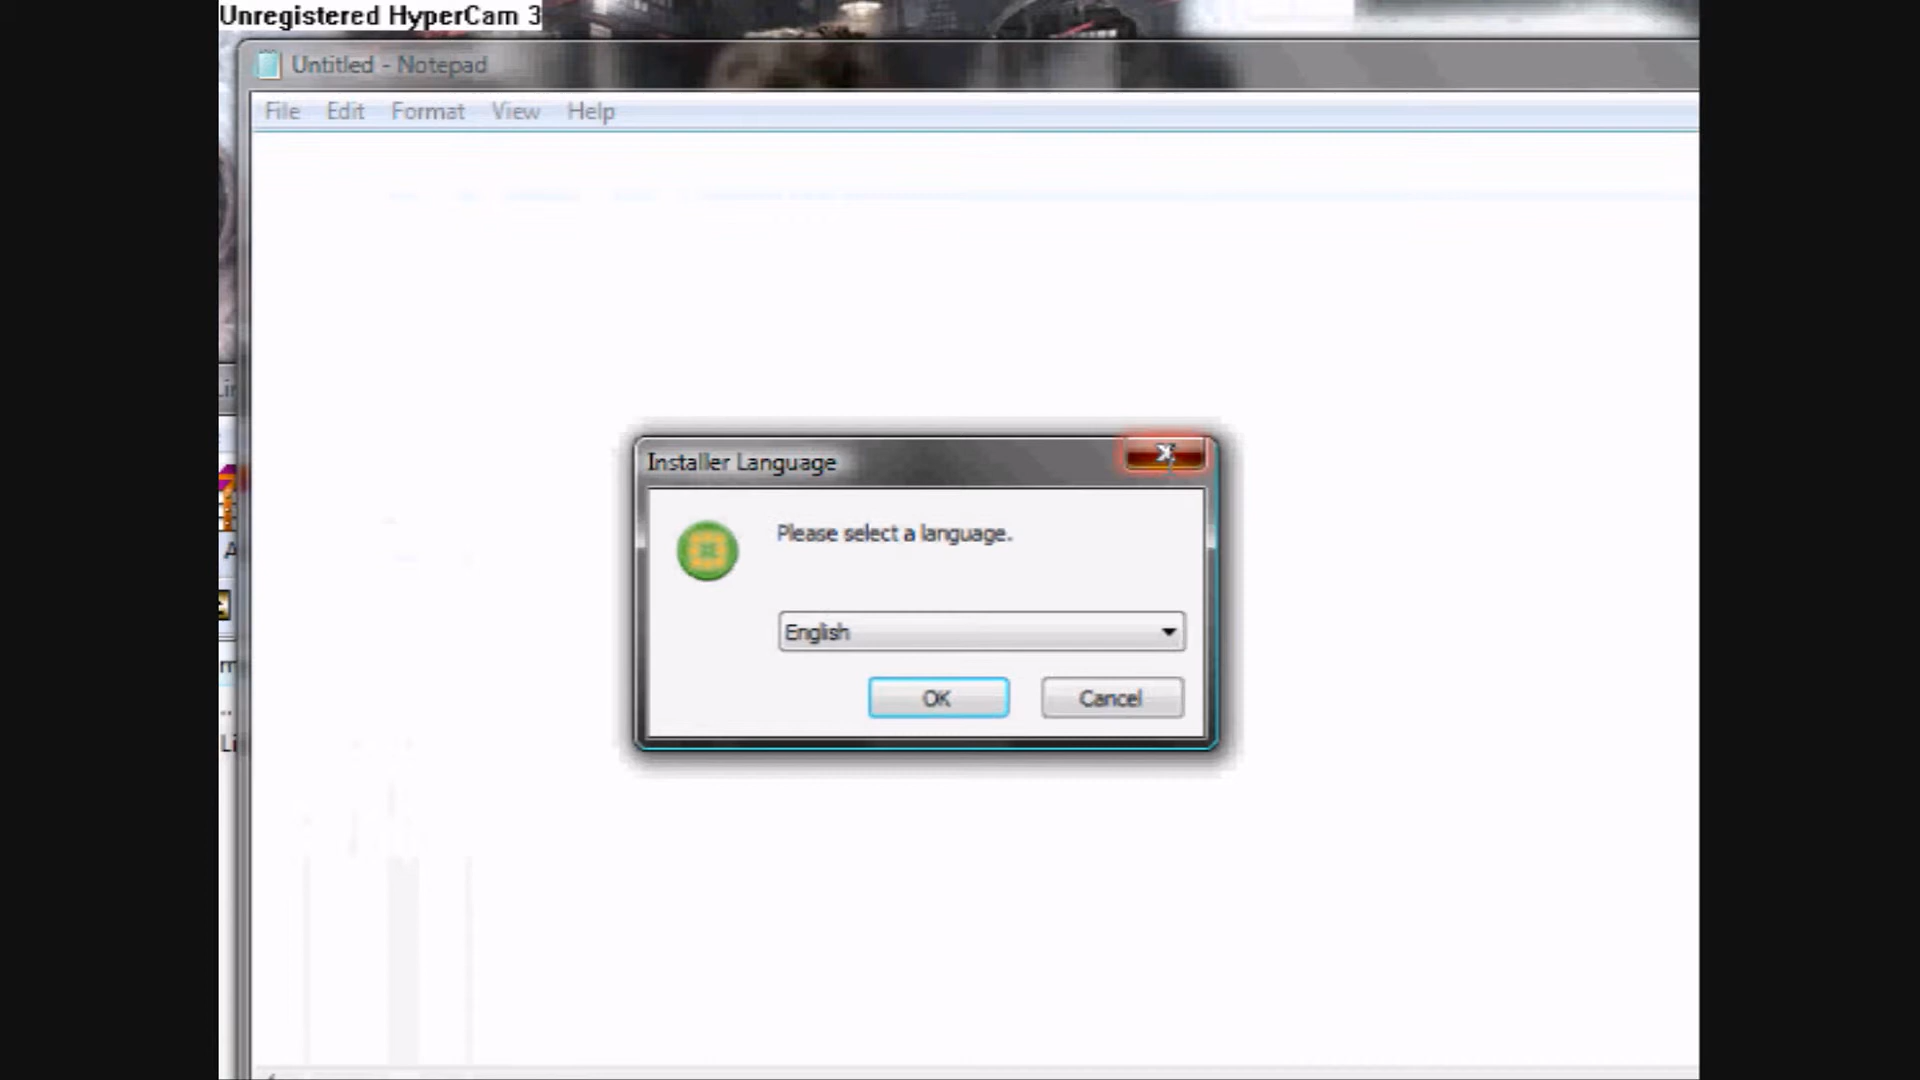 Unregistered HyperCam 3
Untitled - Notepad
File Edit Format View Help
Installer Language
Please select a language.
English
OK Cancel